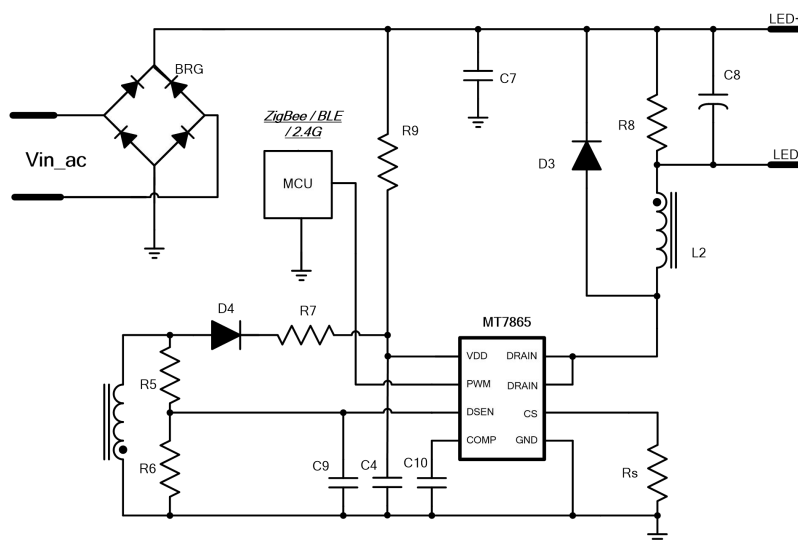 LED+
BRG
C7
C8
ZigBee / BLE
/ 2.4G
R9
R8
Vin_ac
D3
LED
MCU
L2
D4
R7
MT7865
VDD
DRAIN
R5
PWM
DRAIN
DSEN
CS
COMP
GND
R6
C9
C4
C10
Rs